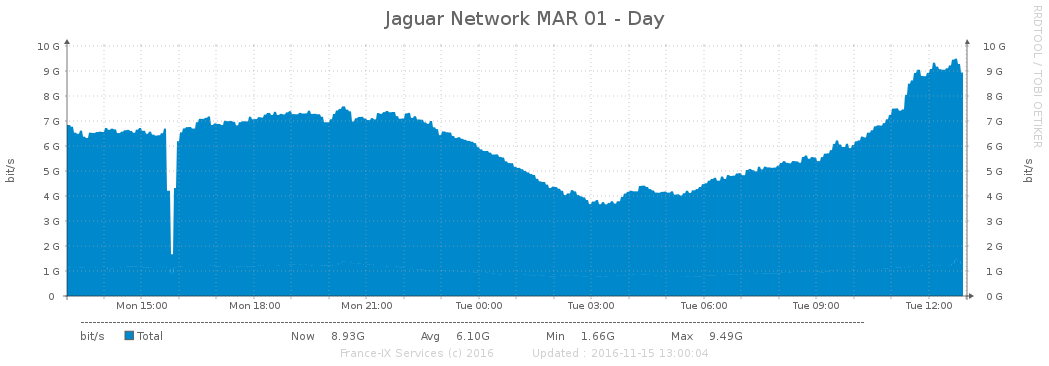 Jaguar Network MAR 01 - Day
RRDTOOL / TOBI OETIKER
10 G 10 G
9 G 9 G
8 G 8 G
7 G 7 G
6 G 6 G
5 G 5 G
4 G 4 G
3 G 3 G
2 G 2 G
1 G 1 G
0 0 G
bit/s
bit/s
Mon 15:00 Mon 18:00 Mon 21:00 Tue 00:00 Tue 03:00 Tue 06:00 Tue 09:00 Tue 12:00
bit/s Total Now 8.93G Avg 6.10G Min 1.66G Max 9.49G
France-IX Services (c) 2016 Updated : 2016-11-15 13:00:04